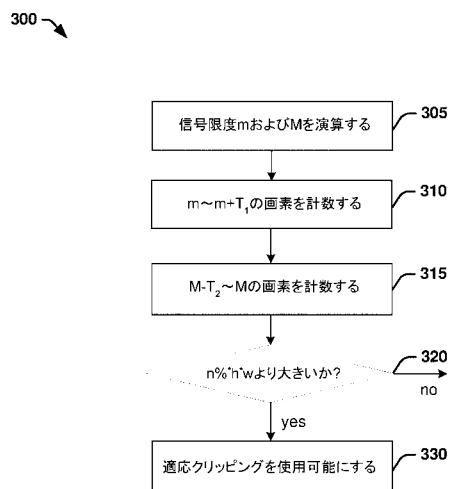 300
信号限度mおよびMを演算する
305
m～m+T₁の画素を計数する
310
M-T₂～Mの画素を計数する
315
n%*h*wより大きいか?
320
no
yes
適応クリッピングを使用可能にする
330